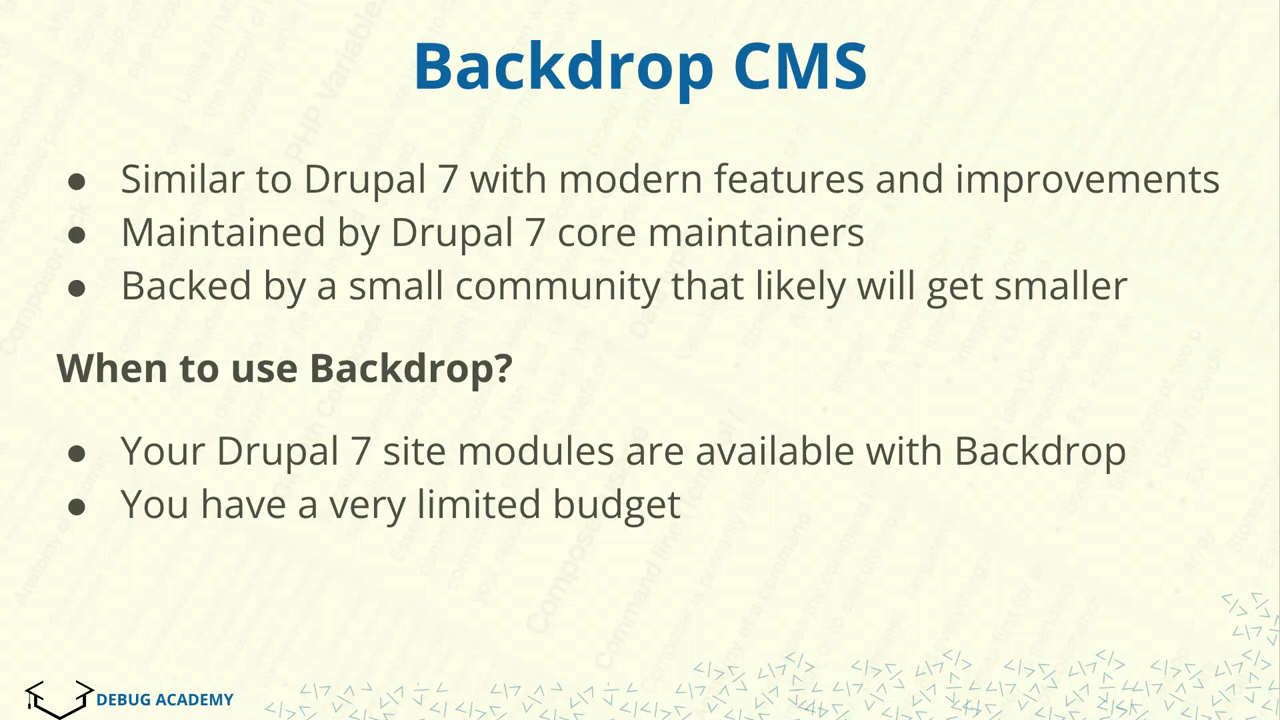 Backdrop CMS
● Similar to Drupal 7 with modern features and improvements
● Maintained by Drupal 7 core maintainers
● Backed by a small community that likely will get smaller
When to use Backdrop?
● Your Drupal 7 site modules are available with Backdrop
● You have a very limited budget
DEBUG ACADEMY